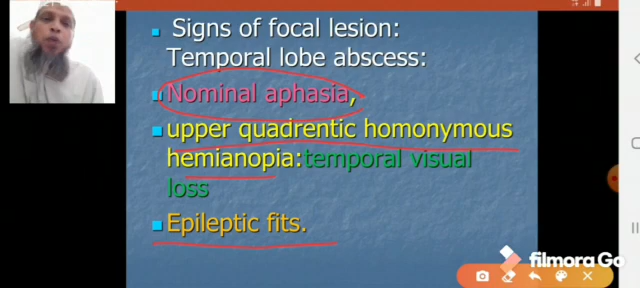 Signs of focal lesion:
Temporal lobe abscess:
Nominal aphasia,
upper quadrentic homonymous
hemianopia:temporal visual
loss
Epileptic fits.
filmora Go